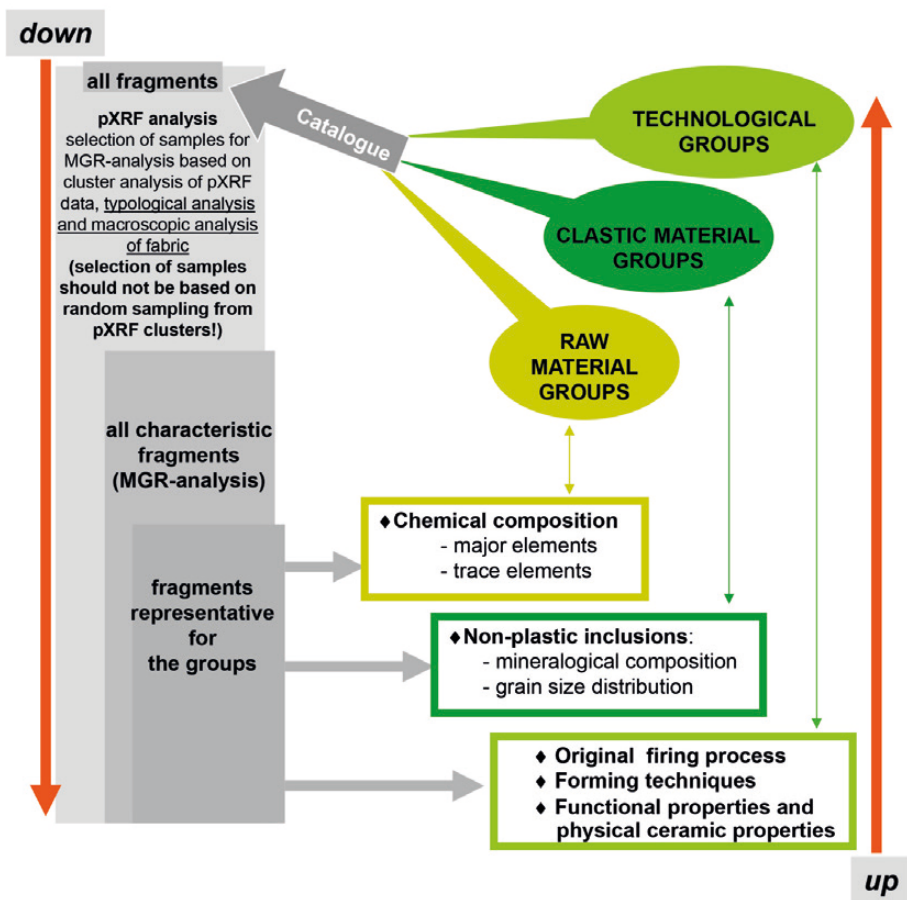 down
all fragments
pXRF analysis
selection of samples for
MGR-analysis based on
cluster analysis of pXRF
data, typological analysis
and macroscopic analysis
of fabric
(selection of samples
should not be based on
random sampling from
pXRF clusters!)
all characteristic
fragments
(MGR-analysis)
fragments
representative
for
the groups
Catalogue
TECHNOLOGICAL
GROUPS
CLASTIC MATERIAL
GROUPS
RAW
MATERIAL
GROUPS
♦ Chemical composition
- major elements
- trace elements
♦ Non-plastic inclusions:
- mineralogical composition
- grain size distribution
♦ Original firing process
♦ Forming techniques
♦ Functional properties and
physical ceramic properties
up